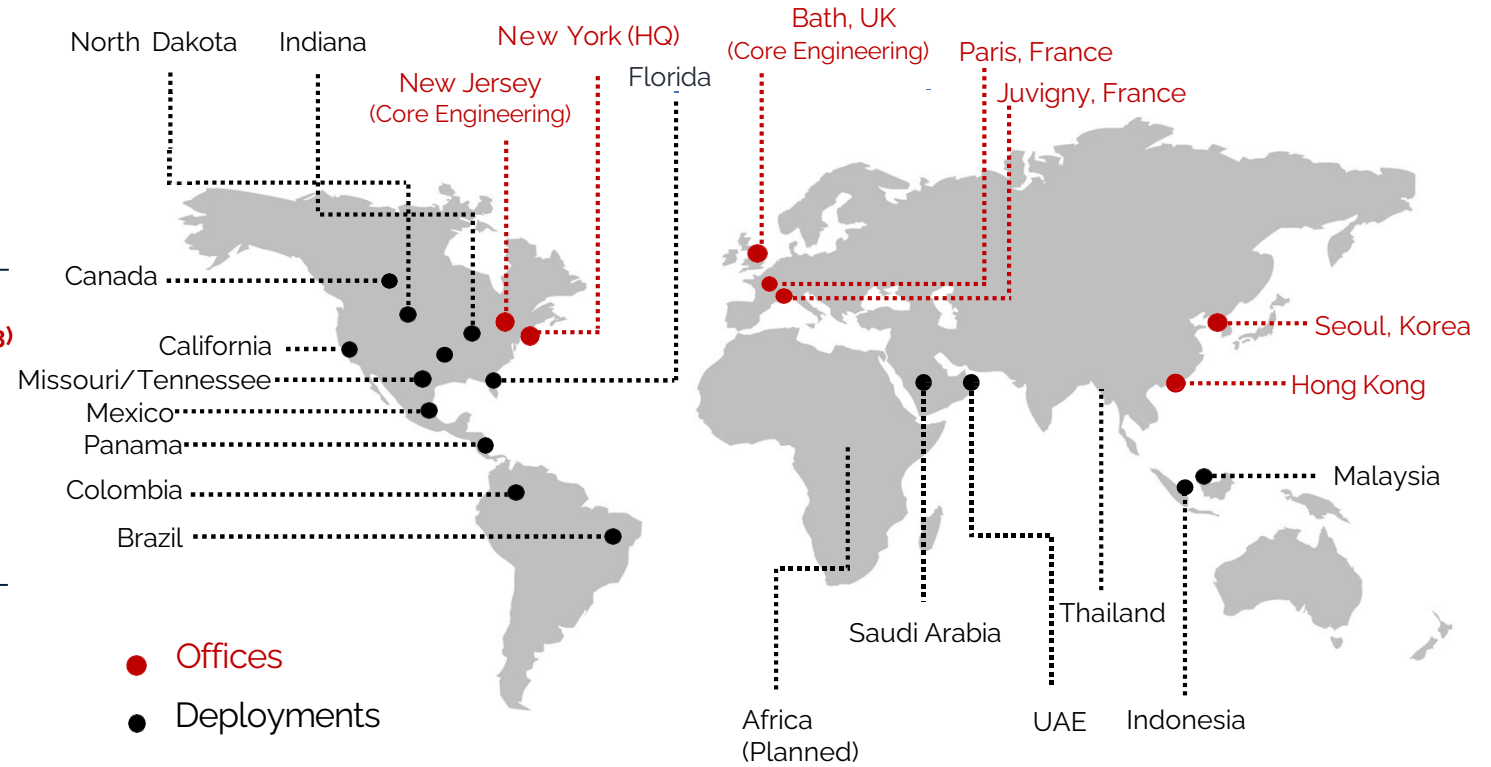 Bath, UK
(Core Engineering)
North Dakota
Indiana
New York (HQ)
Paris, France
Florida
New Jersey
(Core Engineering)
Juvigny, France
Canada
3)
Seoul, Korea
California
Missouri/Tennessee
Hong Kong
Mexico
Panama
Malaysia
Colombia
Brazil
Thailand
Saudi Arabia
Offices
Deployments
Africa
(Planned)
UAE
Indonesia